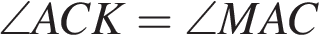 ∠ACK = ∠MAC